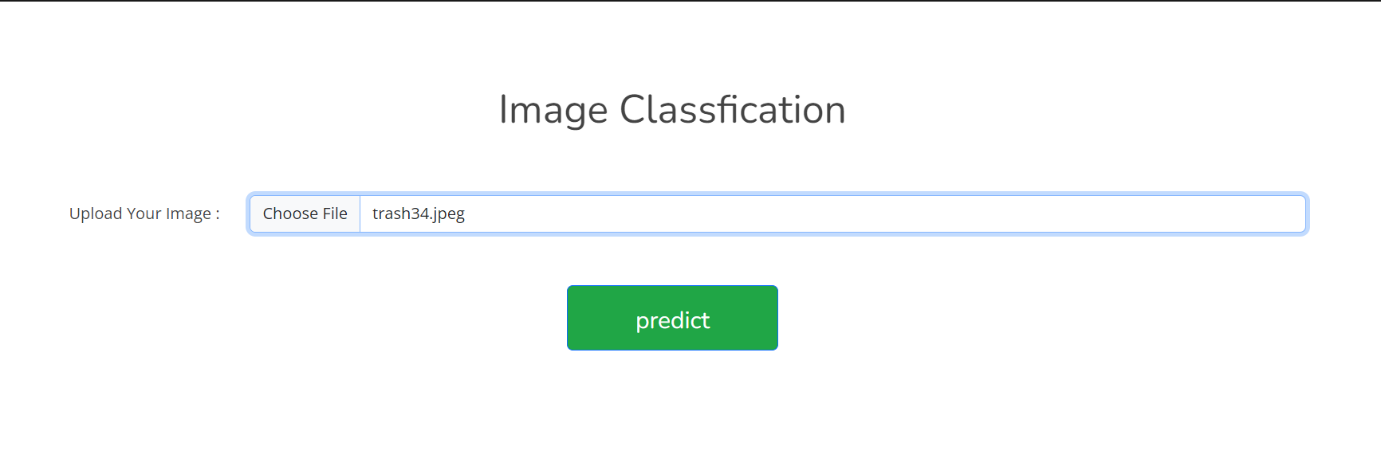 Image Classfication
Upload Your Image : Choose File trash34.jpeg
predict